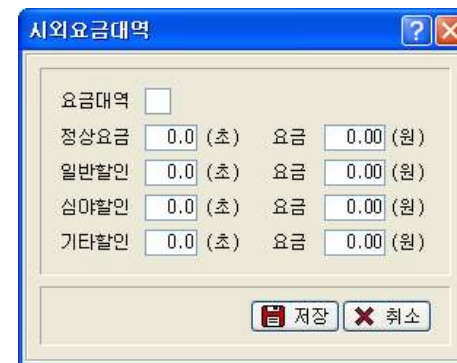 시외요금대역
요금대역
정상요금 0.0 (초) 요금 0.00 (원)
일반할인 0.0 (초) 요금 0.00 (원)
심야할인 0.0 (초) 요금 0.00 (원)
기타할인 0.0 (초) 요금 0.00 (원)
저장 취소